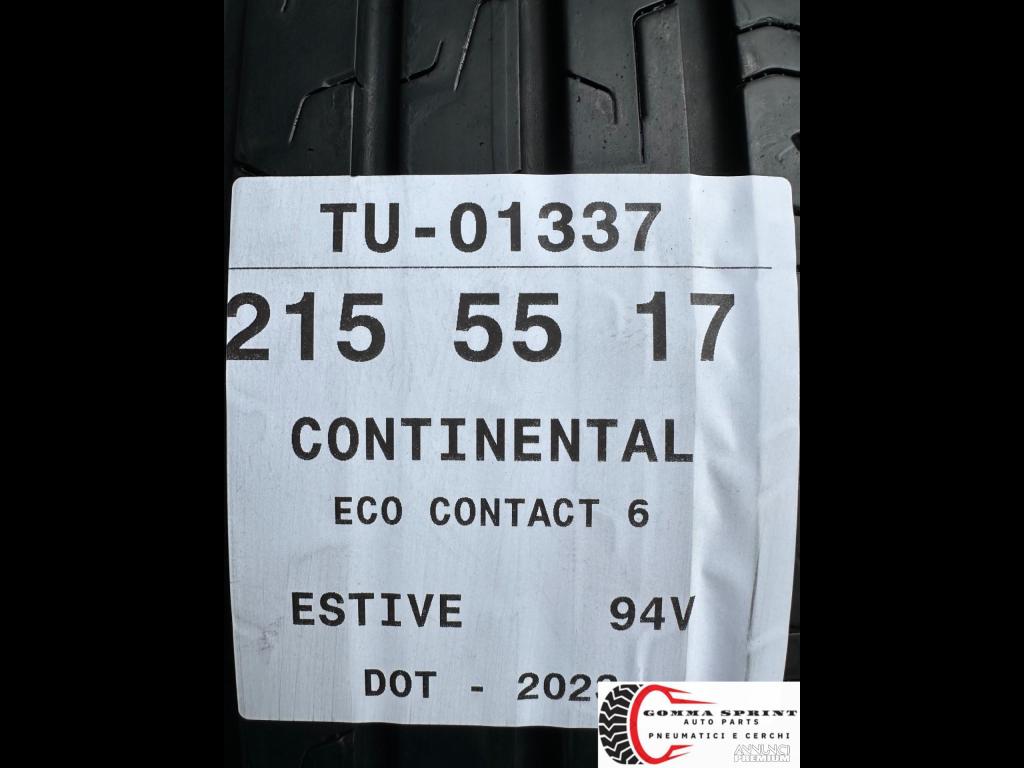 TU-01337
215 55 17
CONTINENTAL
ECO CONTACT 6
ESTIVE 94V
DOT - 2023
GOMMA SPRINT
AUTO PARTS
PNEUMATICI E CERCHI
ANNUNCI
PREMIUM